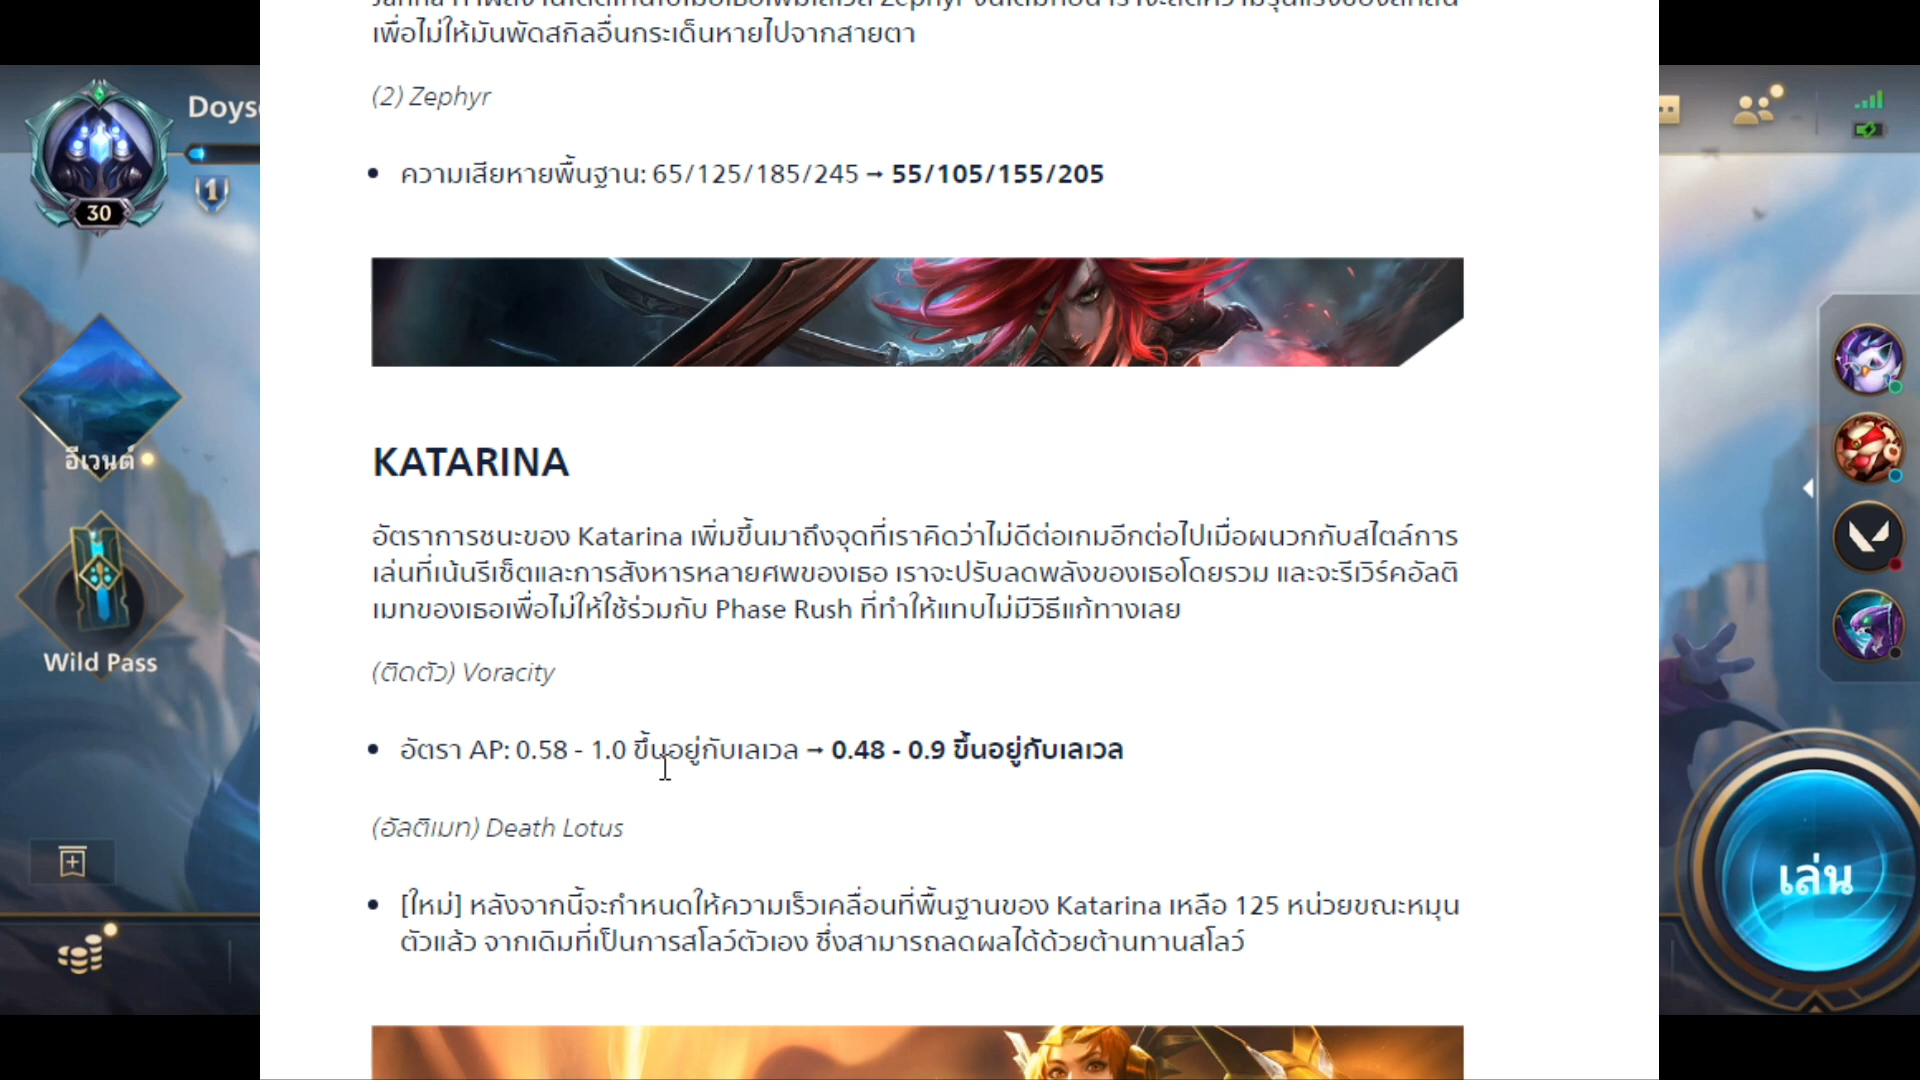 เพื่อไม่ให้มันพัดสกิลอื่นกระเด็นหายไปจากสายตา
(2) Zephyr
ความเสียหายพื้นฐาน: 65/125/185/245 → 55/105/155/205
KATARINA
อัตราการชนะของ Katarina เพิ่มขึ้นมาถึงจุดที่เราคิดว่าไม่ดีต่อเกมอีกต่อไปเมื่อผนวกกับสไตล์การ
เล่นที่เน้นรีเซ็ตและการสังหารหลายศพของเธอ เราจะปรับลดพลังของเธอโดยรวม และจะรีเวิร์คอัลติ
เมทของเธอเพื่อไม่ให้ใช้ร่วมกับ Phase Rush ที่ทำให้แทบไม่มีวิธีแก้ทางเลย
(ติดตัว) Voracity
อัตรา AP: 0.58 - 1.0 ขึ้นอยู่กับเลเวล → 0.48 - 0.9 ขึ้นอยู่กับเลเวล
(อัลติเมท) Death Lotus
[ใหม่] หลังจากนี้จะกำหนดให้ความเร็วเคลื่อนที่พื้นฐานของ Katarina เหลือ 125 หน่วยขณะหมุน
ตัวแล้ว จากเดิมที่เป็นการสโลว์ตัวเอง ซึ่งสามารถลดผลได้ด้วยต้านทานสโลว์
Doys
1
30
อีเวนต์
Wild Pass
เล่น